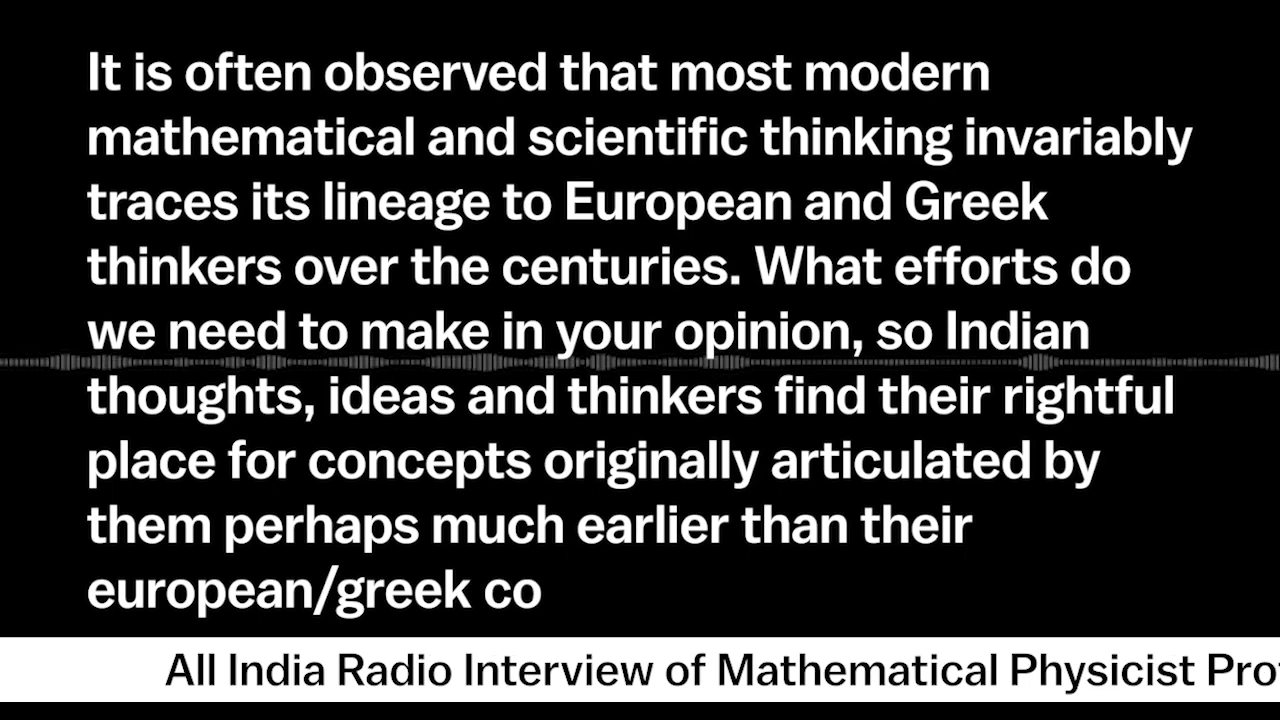 It is often observed that most modern
mathematical and scientific thinking invariably
traces its lineage to European and Greek
thinkers over the centuries. What efforts do
we need to make in your opinion, so Indian
thoughts, ideas and thinkers find their rightful
place for concepts originally articulated by
them perhaps much earlier than their
european/greek co
All India Radio Interview of Mathematical Physicist Prof